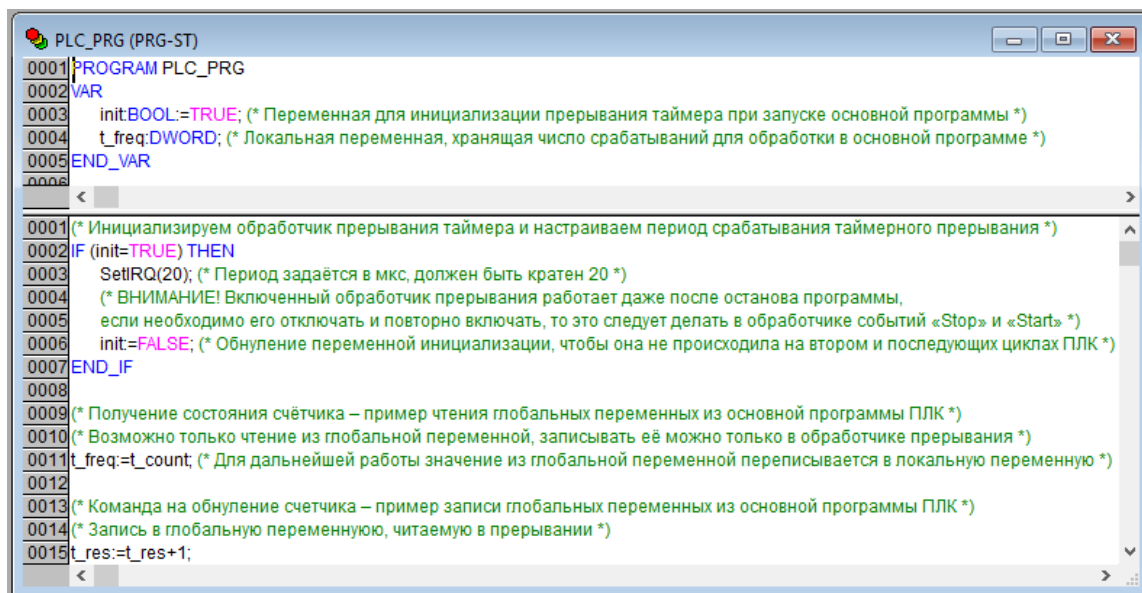 PLC_PRG (PRG-ST)
0001 PROGRAM PLC_PRG
0002 VAR
0003 init:BOOL:=TRUE; (* Переменная для инициализации прерывания таймера при запуске основной программы *)
0004 t_freq:DWORD; (* Локальная переменная, хранящая число срабатываний для обработки в основной программе *)
0005 END_VAR
0006
0001 (* Инициализируем обработчик прерывания таймера и настраиваем период срабатывания таймерного прерывания *)
0002 IF (init=TRUE) THEN
0003 SetIRQ(20); (* Период задаётся в мкс, должен быть кратен 20 *)
0004 (* ВНИМАНИЕ! Включенный обработчик прерывания работает даже после останова программы,
0005 если необходимо его отключать и повторно включать, то это следует делать в обработчике событий «Stop» и «Start» *)
0006 init:=FALSE; (* Обнуление переменной инициализации, чтобы она не происходила на втором и последующих циклах ПЛК *)
0007 END_IF
0008
0009 (* Получение состояния счётчика – пример чтения глобальных переменных из основной программы ПЛК *)
0010 (* Возможно только чтение из глобальной переменной, записывать её можно только в обработчике прерывания *)
0011 t_freq:=t_count; (* Для дальнейшей работы значение из глобальной переменной переписывается в локальную переменную *)
0012
0013 (* Команда на обнуление счетчика – пример записи глобальных переменных из основной программы ПЛК *)
0014 (* Запись в глобальную переменнуюю, читаемую в прерывании *)
0015 t_res:=t_res+1;